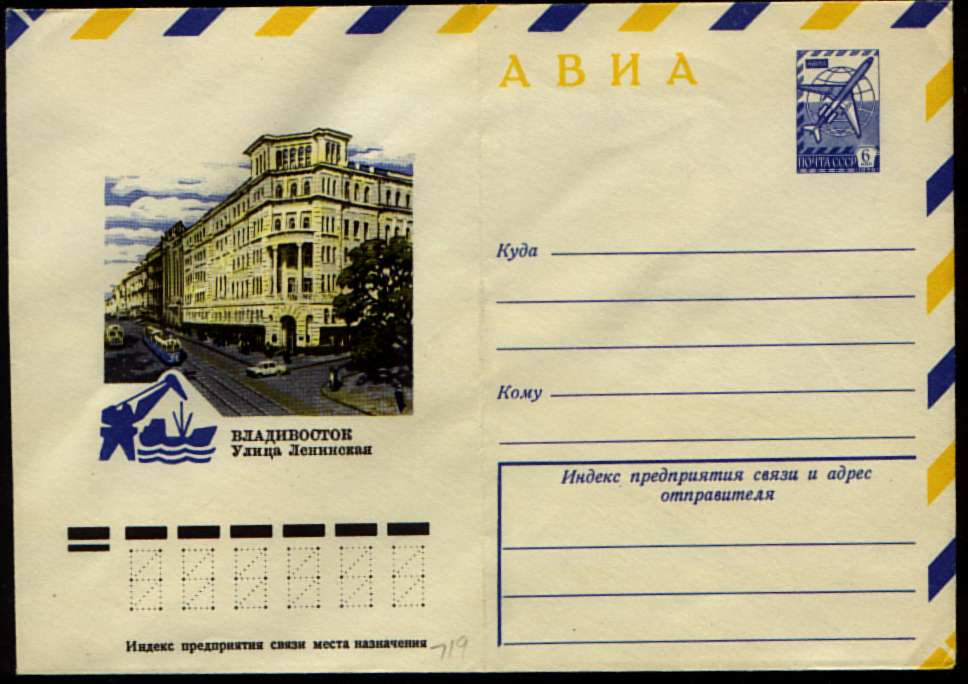 АВИА
АВИА
6
ПОЧТА СССР
Куда
Кому
ВЛАДИВОСТОК
Улица Ленинская
Индекс предприятия связи и адрес
отправителя
Индекс предприятия связи места назначения
719